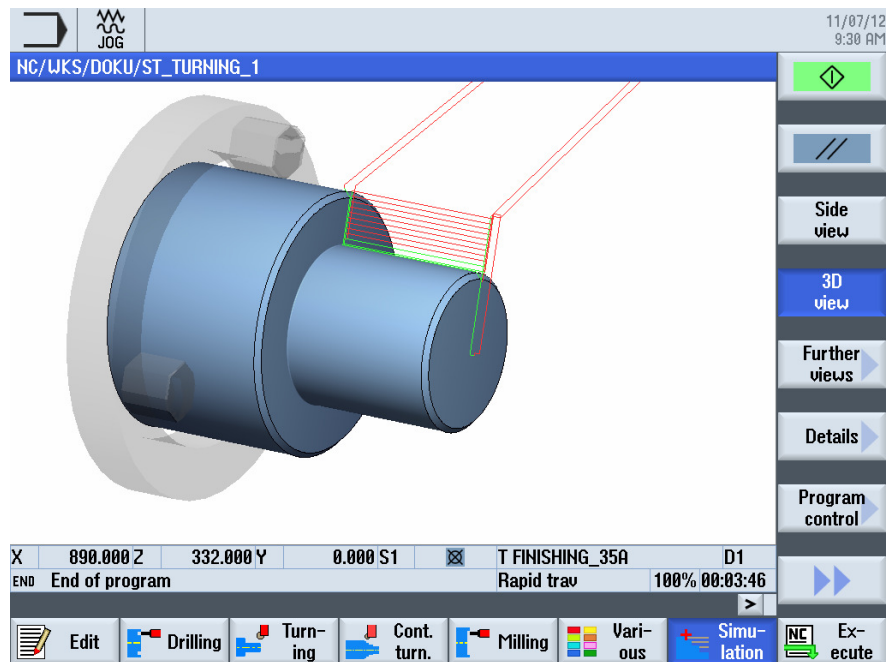 11/07/12
JOG
9:30 AM
NC/WKS/DOKU/ST_TURNING_1
Side
view
3D
view
Further
views
Details
Program
control
X 890.000 Z 332.000 Y 0.000 S1 T FINISHING_35A D1
END End of program Rapid trav 100% 00:03:46
>
Edit
Drilling
Turn-
ing
Cont.
turn.
Milling
Vari-
ous
Simu-
lation
NC
Ex-
ecute